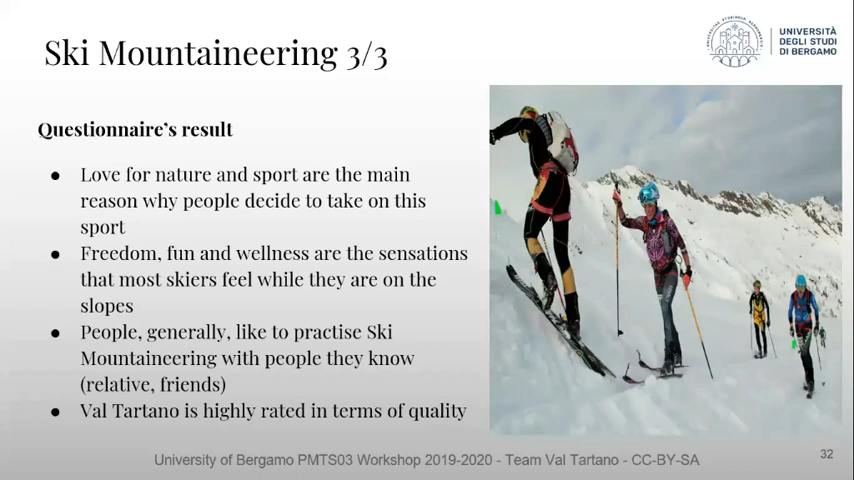 Ski Mountaineering 3/3
UNIVERSITÀ
DEGLI STUDI
DI BERGAMO
Questionnaire's result
● Love for nature and sport are the main
reason why people decide to take on this
sport
● Freedom, fun and wellness are the sensations
that most skiers feel while they are on the
slopes
● People, generally, like to practise Ski
Mountaineering with people they know
(relative, friends)
● Val Tartano is highly rated in terms of quality
University of Bergamo PMTS03 Workshop 2019-2020 - Team Val Tartano - CC-BY-SA
32